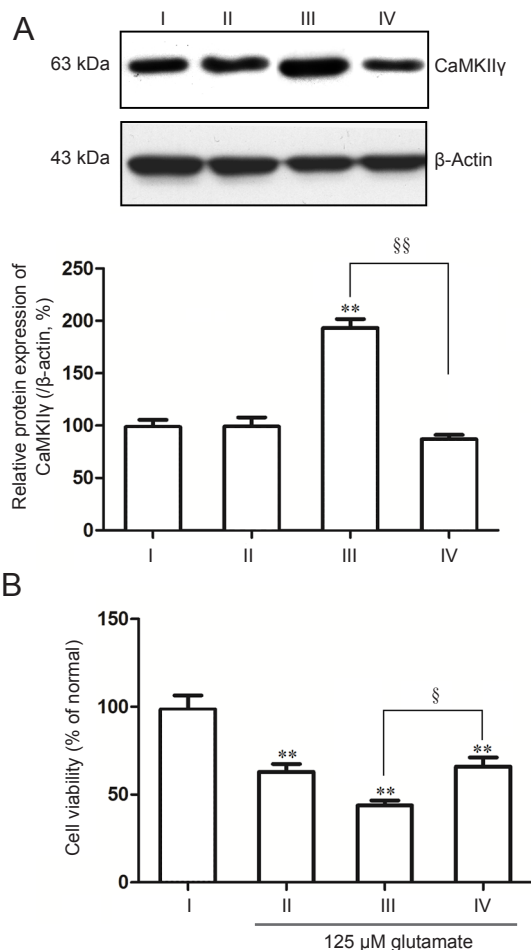 A
I II III IV
63 kDa CaMKIIγ
43 kDa β-Actin
Relative protein expression of
CaMKIIγ (/β-actin, %)
250
200
150
100
50
0
§§
**
I II III IV
B
Cell viability (% of normal)
150
100
50
0
§
** ** **
I II III IV
125 µM glutamate